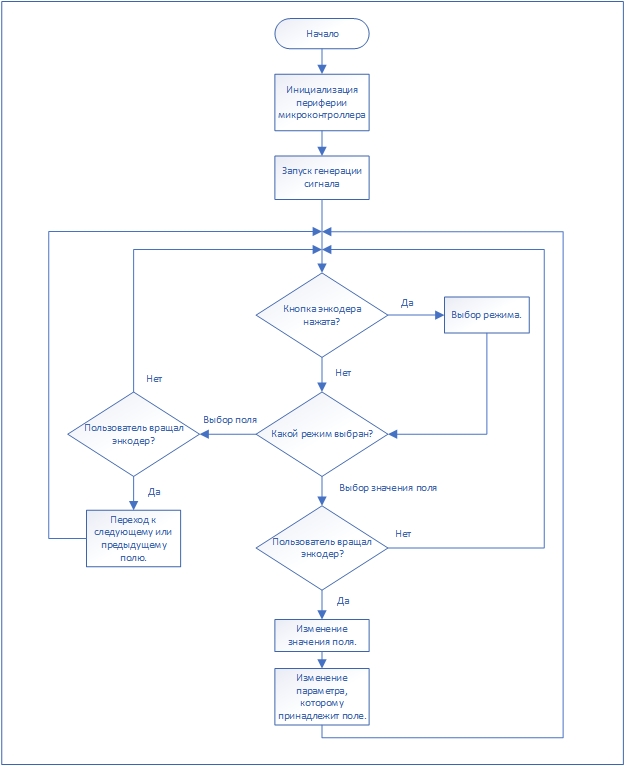 Начало
Инициализация
периферии
микроконтроллера
Запуск генерации
сигнала
Кнопка энкодера
нажата?
Да
Выбор режима.
Нет
Какой режим выбран?
Выбор поля
Нет
Пользователь вращал
энкодер?
Да
Переход к
следующему или
предыдущему
полю.
Выбор значения поля
Пользователь вращал
энкодер?
Нет
Да
Изменение
значения поля.
Изменение
параметра,
которому
принадлежит поле.